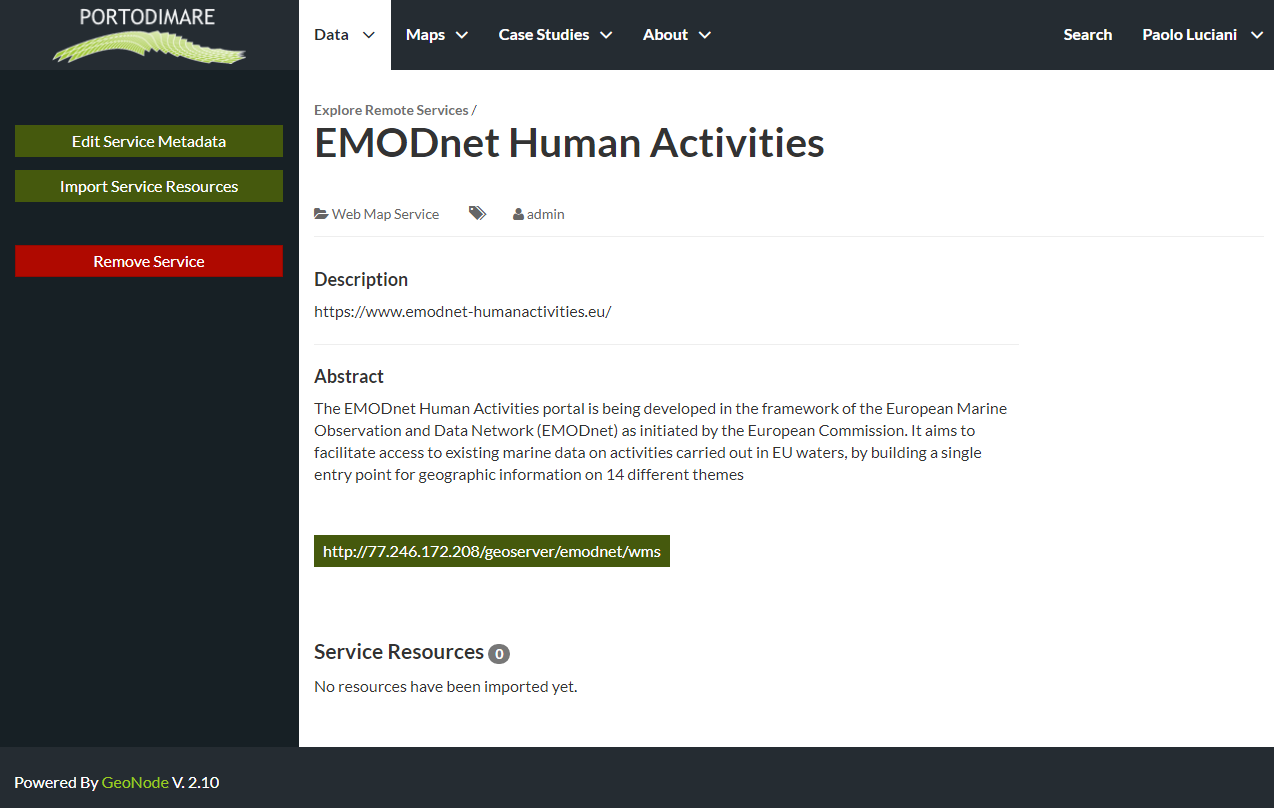 PORTODIMARE
Data Maps Case Studies About Search Paolo Luciani
Edit Service Metadata
Import Service Resources
Remove Service
Explore Remote Services /
EMODnet Human Activities
Web Map Service admin
Description
https://www.emodnet-humanactivities.eu/
Abstract
The EMODnet Human Activities portal is being developed in the framework of the European Marine
Observation and Data Network (EMODnet) as initiated by the European Commission. It aims to
facilitate access to existing marine data on activities carried out in EU waters, by building a single
entry point for geographic information on 14 different themes
http://77.246.172.208/geoserver/emodnet/wms
Service Resources 0
No resources have been imported yet.
Powered By GeoNode V. 2.10